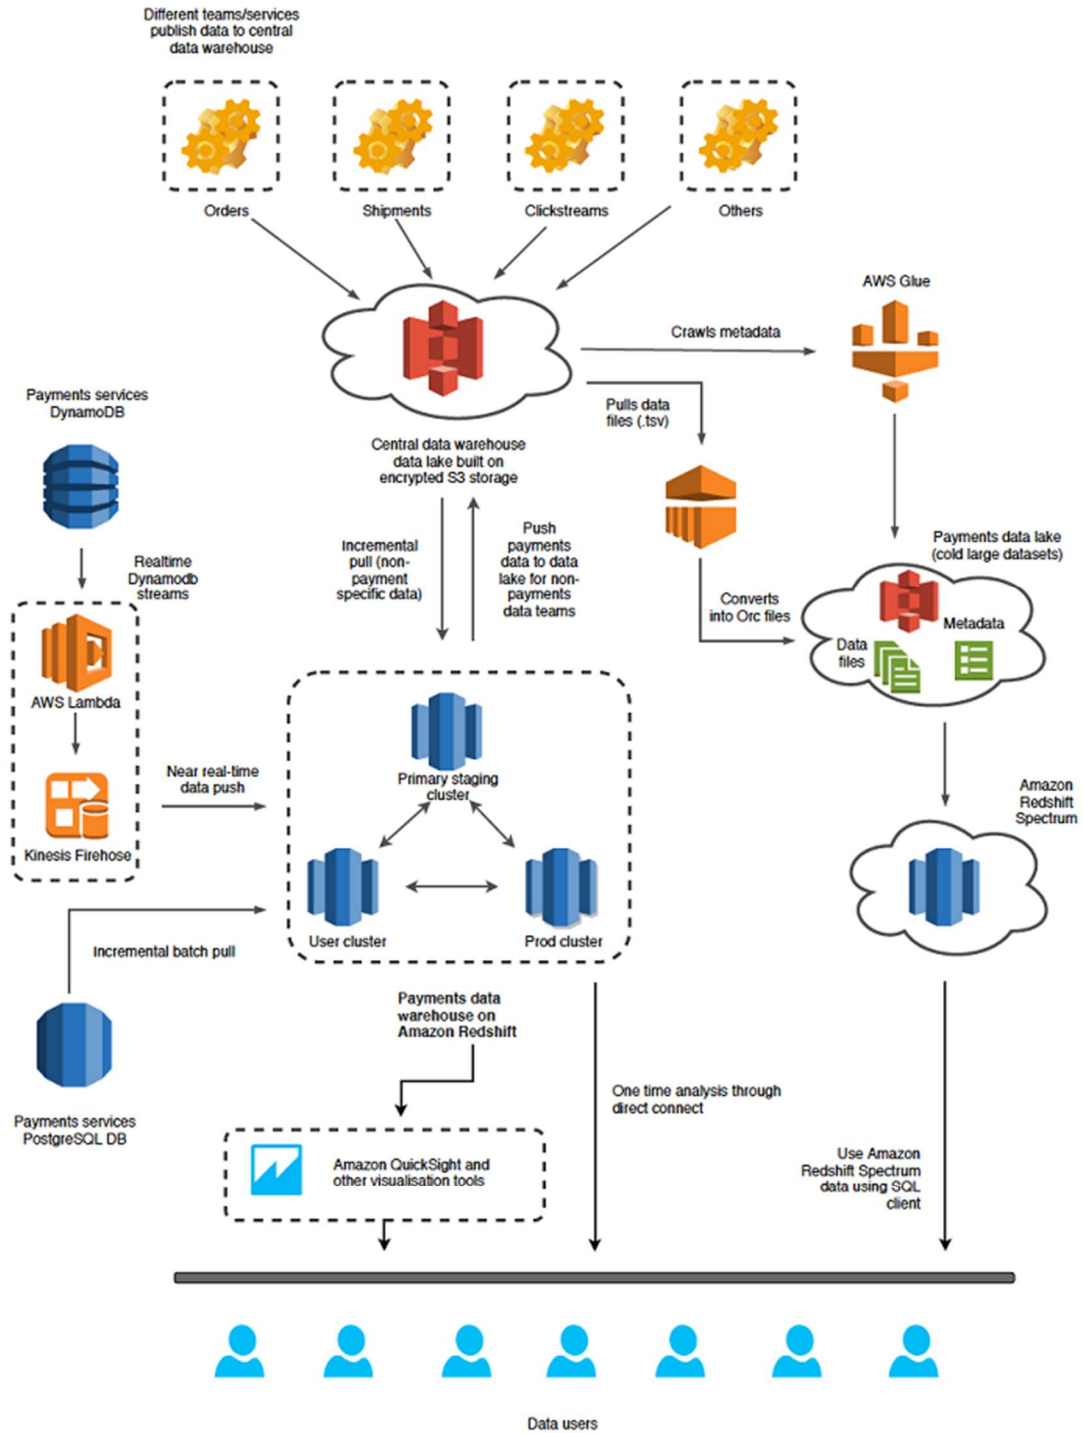 Different teams/services
publish data to central
data warehouse
Orders
Shipments
Clickstreams
Others
AWS Glue
Crawls metadata
Pulls data
files (.tsv)
Payments services
DynamoDB
Central data warehouse
data lake built on
encrypted S3 storage
Realtime
Dynamodb
streams
Incremental
pull (non-
payment
specific data)
Push
payments
data to data
lake for non-
payments
data teams
Payments data lake
(cold large datasets)
Converts
into Orc files
Metadata
Data
files
AWS Lambda
Primary staging
cluster
Near real-time
data push
Amazon
Redshift
Spectrum
Kinesis Firehose
User cluster
Prod cluster
Incremental batch pull
Payments data
warehouse on
Amazon Redshift
One time analysis through
direct connect
Payments services
PostgreSQL DB
Amazon QuickSight and
other visualisation tools
Use Amazon
Redshift Spectrum
data using SQL
client
Data users